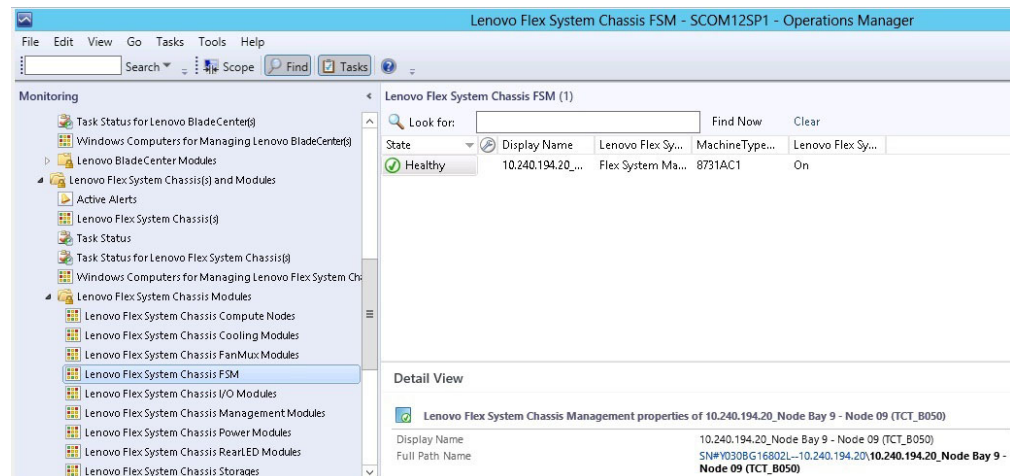 Lenovo Flex System Chassis FSM - SCOM12SP1 - Operations Manager
File Edit View Go Tasks Tools Help
Search Scope Find Tasks
Monitoring
Task Status for Lenovo BladeCenter(s)
Windows Computers for Managing Lenovo BladeCenter(s)
Lenovo BladeCenter Modules
Lenovo Flex System Chassis(s) and Modules
Active Alerts
Lenovo Flex System Chassis(s)
Task Status
Task Status for Lenovo Flex System Chassis(s)
Windows Computers for Managing Lenovo Flex System Ch
Lenovo Flex System Chassis Modules
Lenovo Flex System Chassis Compute Nodes
Lenovo Flex System Chassis Cooling Modules
Lenovo Flex System Chassis FanMux Modules
Lenovo Flex System Chassis FSM
Lenovo Flex System Chassis I/O Modules
Lenovo Flex System Chassis Management Modules
Lenovo Flex System Chassis Power Modules
Lenovo Flex System Chassis RearLED Modules
Lenovo Flex System Chassis Storages
Lenovo Flex System Chassis FSM (1)
Look for: Find Now Clear
State Display Name Lenovo Flex Sy... MachineType... Lenovo Flex Sy...
Healthy 10.240.194.20_... Flex System Ma... 8731AC1 On
Detail View
Lenovo Flex System Chassis Management properties of 10.240.194.20_Node Bay 9 - Node 09 (TCT_B050)
Display Name 10.240.194.20_Node Bay 9 - Node 09 (TCT_B050)
Full Path Name SN#Y030BG16802L--10.240.194.20\10.240.194.20_Node Bay 9 -
Node 09 (TCT_B050)